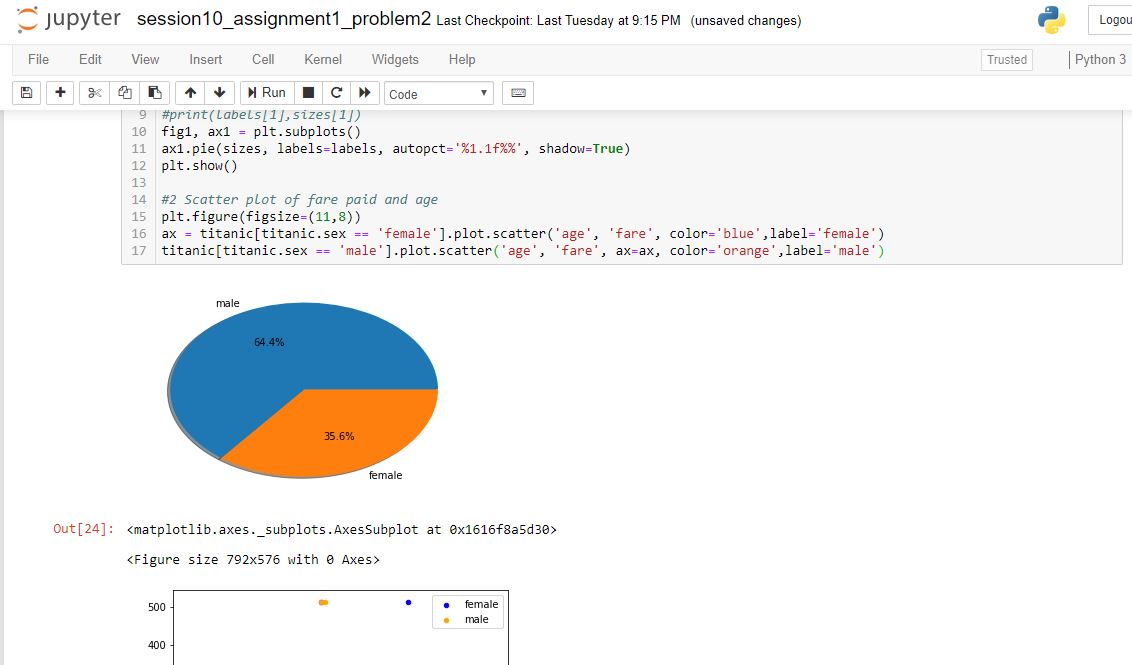 jupyter session10_assignment1_problem2 Last Checkpoint: Last Tuesday at 9:15 PM (unsaved changes)
Logou
File Edit View Insert Cell Kernel Widgets Help
Trusted
Python 3
Run
Code
9 #print(labels[1],sizes[1])
10 fig1, ax1 = plt.subplots()
11 ax1.pie(sizes, labels=labels, autopct='%1.1f%%', shadow=True)
12 plt.show()
13
14 #2 Scatter plot of fare paid and age
15 plt.figure(figsize=(11,8))
16 ax = titanic[titanic.sex == 'female'].plot.scatter('age', 'fare', color='blue',label='female')
17 titanic[titanic.sex == 'male'].plot.scatter('age', 'fare', ax=ax, color='orange',label='male')
male
64.4%
35.6%
female
Out[24]: <matplotlib.axes._subplots.AxesSubplot at 0x1616f8a5d30>
<Figure size 792x576 with 0 Axes>
500
female
male
400